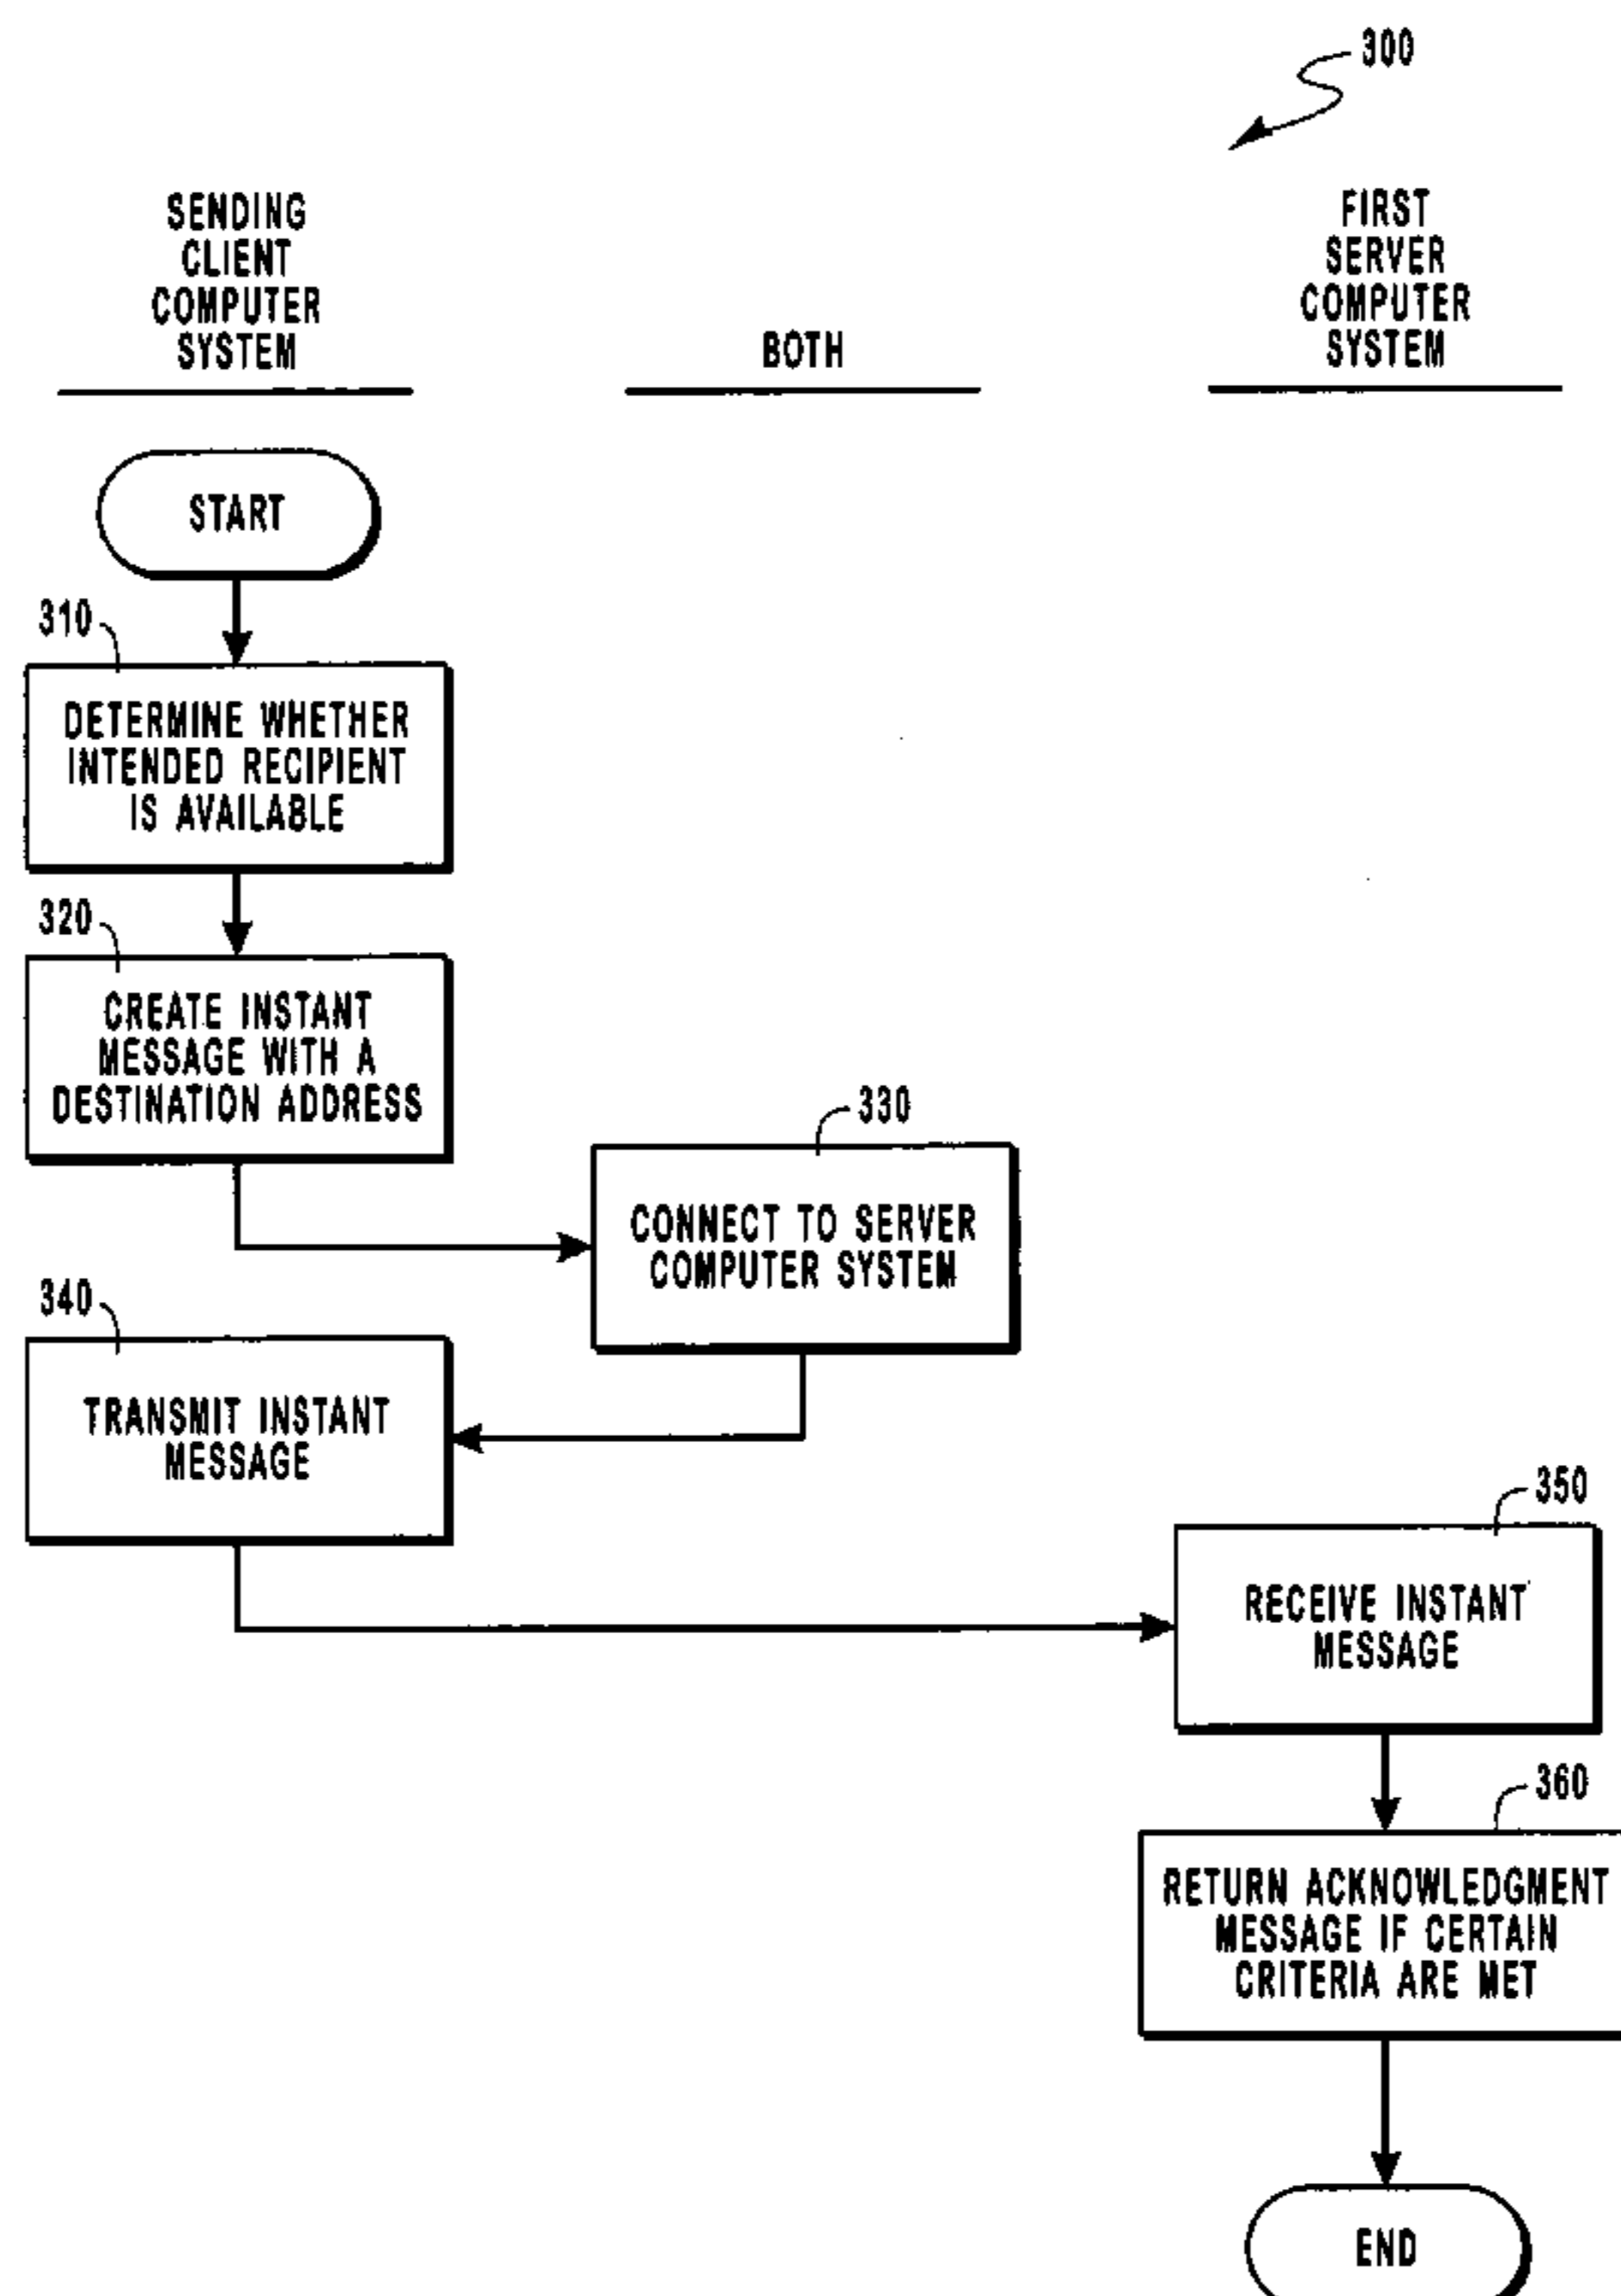 300
SENDING
CLIENT
COMPUTER
SYSTEM
BOTH
FIRST
SERVER
COMPUTER
SYSTEM
START
310
DETERMINE WHETHER
INTENDED RECIPIENT
IS AVAILABLE
320
CREATE INSTANT
MESSAGE WITH A
DESTINATION ADDRESS
330
CONNECT TO SERVER
COMPUTER SYSTEM
340
TRANSMIT INSTANT
MESSAGE
350
RECEIVE INSTANT
MESSAGE
360
RETURN ACKNOWLEDGMENT
MESSAGE IF CERTAIN
CRITERIA ARE MET
END